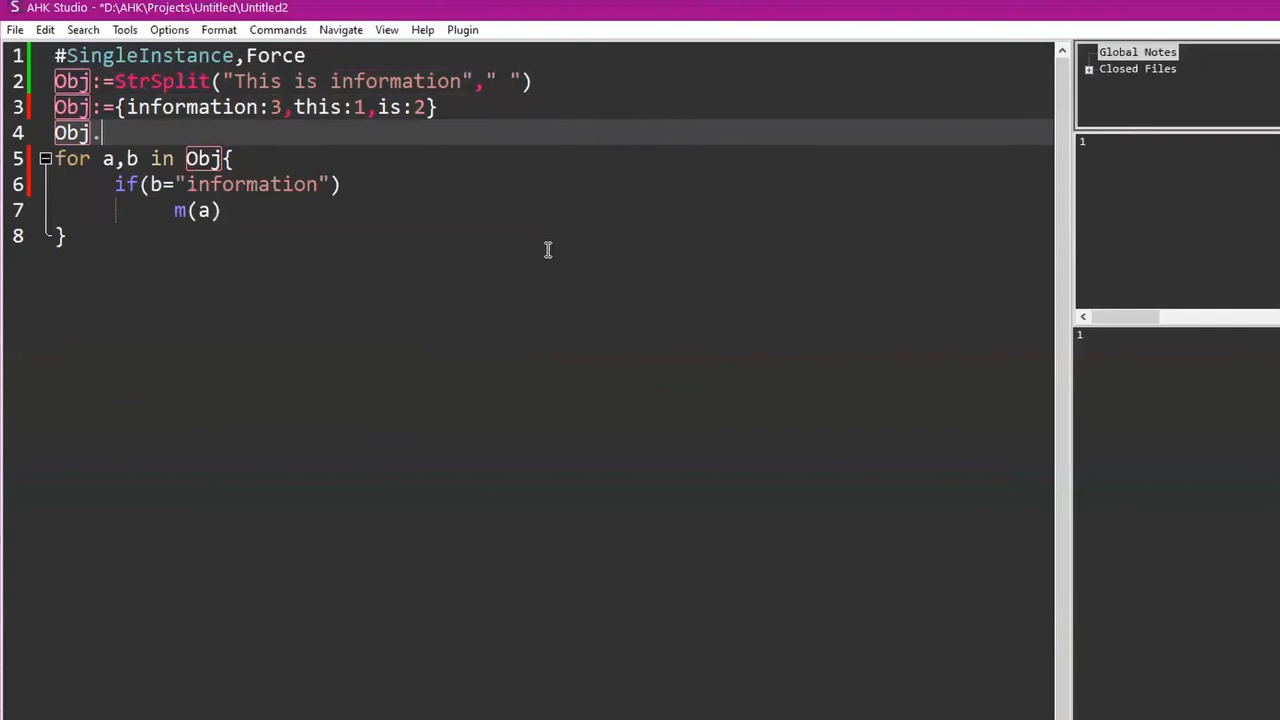 S AHK Studio - *D:\AHK\Projects\Untitled\Untitled2
File Edit Search Tools Options Format Commands Navigate View Help Plugin
1 #SingleInstance,Force
2 Obj:=StrSplit("This is information"," ")
3 Obj:={information:3,this:1,is:2}
4 Obj.
5 for a,b in Obj{
6 if(b="information")
7 m(a)
8 }
Global Notes
Closed Files
1
1